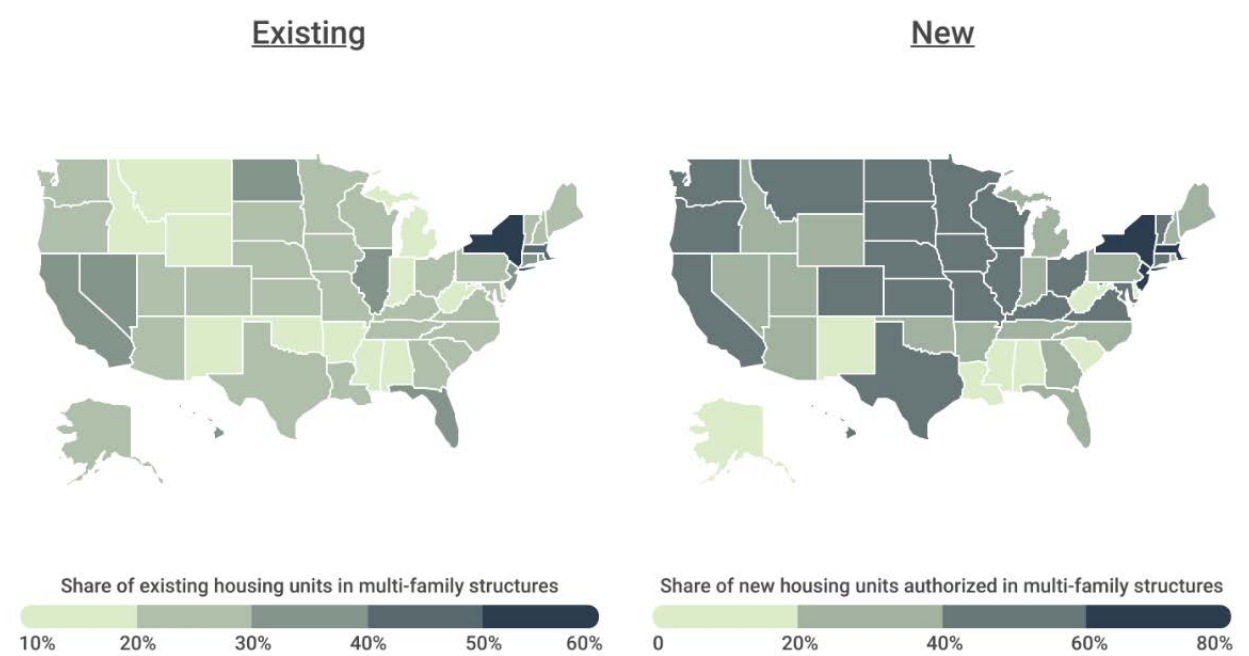 Existing
New
Share of existing housing units in multi-family structures
10% 20% 30% 40% 50% 60%
Share of new housing units authorized in multi-family structures
0 20% 40% 60% 80%